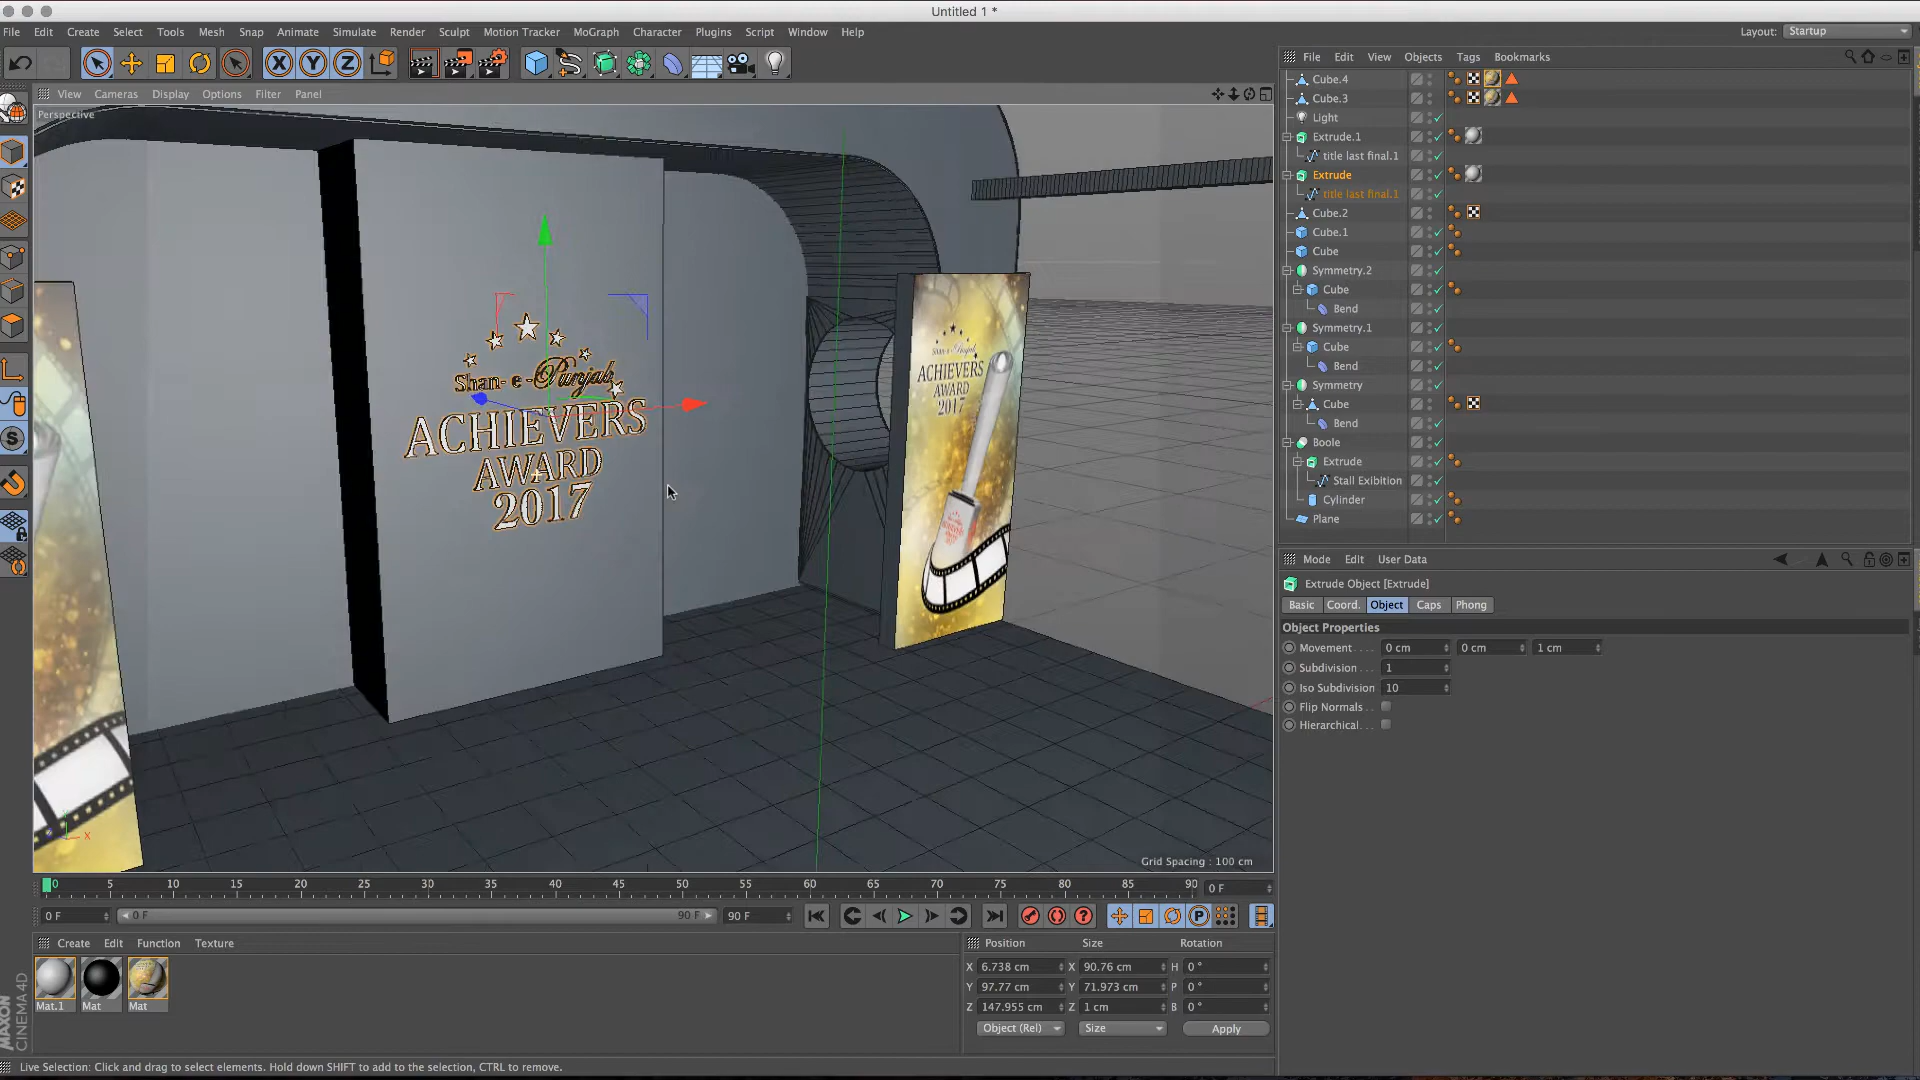 Untitled 1 *
File Edit Create Select Tools Mesh Snap Animate Simulate Render Sculpt Motion Tracker MoGraph Character Plugins Script Window Help
Layout: Startup
X Y Z
File Edit View Objects Tags Bookmarks
View Cameras Display Options Filter Panel
Perspective
Cube.4
Cube.3
Light
Extrude.1
title last final.1
Extrude
title last final.1
Cube.2
Cube.1
Cube
Symmetry.2
Cube
Bend
Symmetry.1
Cube
Bend
Symmetry
Cube
Bend
Boole
Extrude
Stall Exibition
Cylinder
Plane
Shan-e-Punjab
ACHIEVERS
AWARD
2017
Shan-e-Punjab
ACHIEVERS
AWARD
2017
X
Grid Spacing : 100 cm
Mode Edit User Data
Extrude Object [Extrude]
Basic Coord. Object Caps Phong
Object Properties
Movement . . . 0 cm 0 cm 1 cm
Subdivision . . . 1
Iso Subdivision 10
Flip Normals . .
Hierarchical. .
0 5 10 15 20 25 30 35 40 45 50 55 60 65 70 75 80 85 90 0 F
0 F 0 F 90 F 90 F
P
Create Edit Function Texture
Mat.1 Mat Mat
Position Size Rotation
X 6.738 cm X 90.76 cm H 0 °
Y 97.77 cm Y 71.973 cm P 0 °
Z 147.955 cm Z 1 cm B 0 °
Object (Rel) Size Apply
MAXON
CINEMA 4D
Live Selection: Click and drag to select elements. Hold down SHIFT to add to the selection, CTRL to remove.